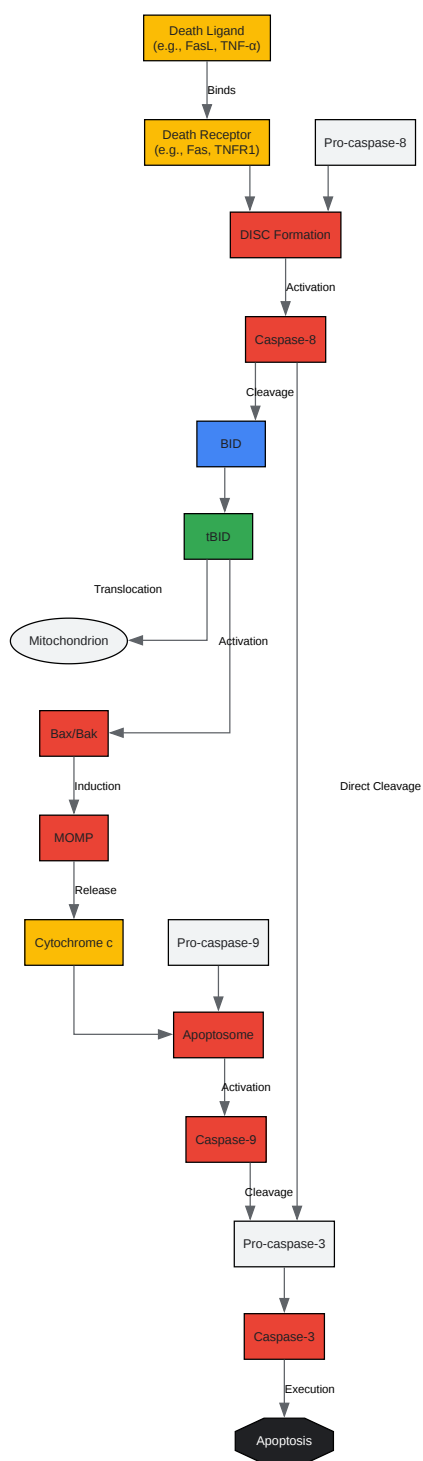 Death Ligand
(e.g., FasL, TNF-α)
Binds
Death Receptor
(e.g., Fas, TNFR1)
Pro-caspase-8
DISC Formation
Activation
Caspase-8
Cleavage
BID
tBID
Translocation
Mitochondrion
Activation
Bax/Bak
Induction
Direct Cleavage
MOMP
Release
Cytochrome c
Pro-caspase-9
Apoptosome
Activation
Caspase-9
Cleavage
Pro-caspase-3
Caspase-3
Execution
Apoptosis